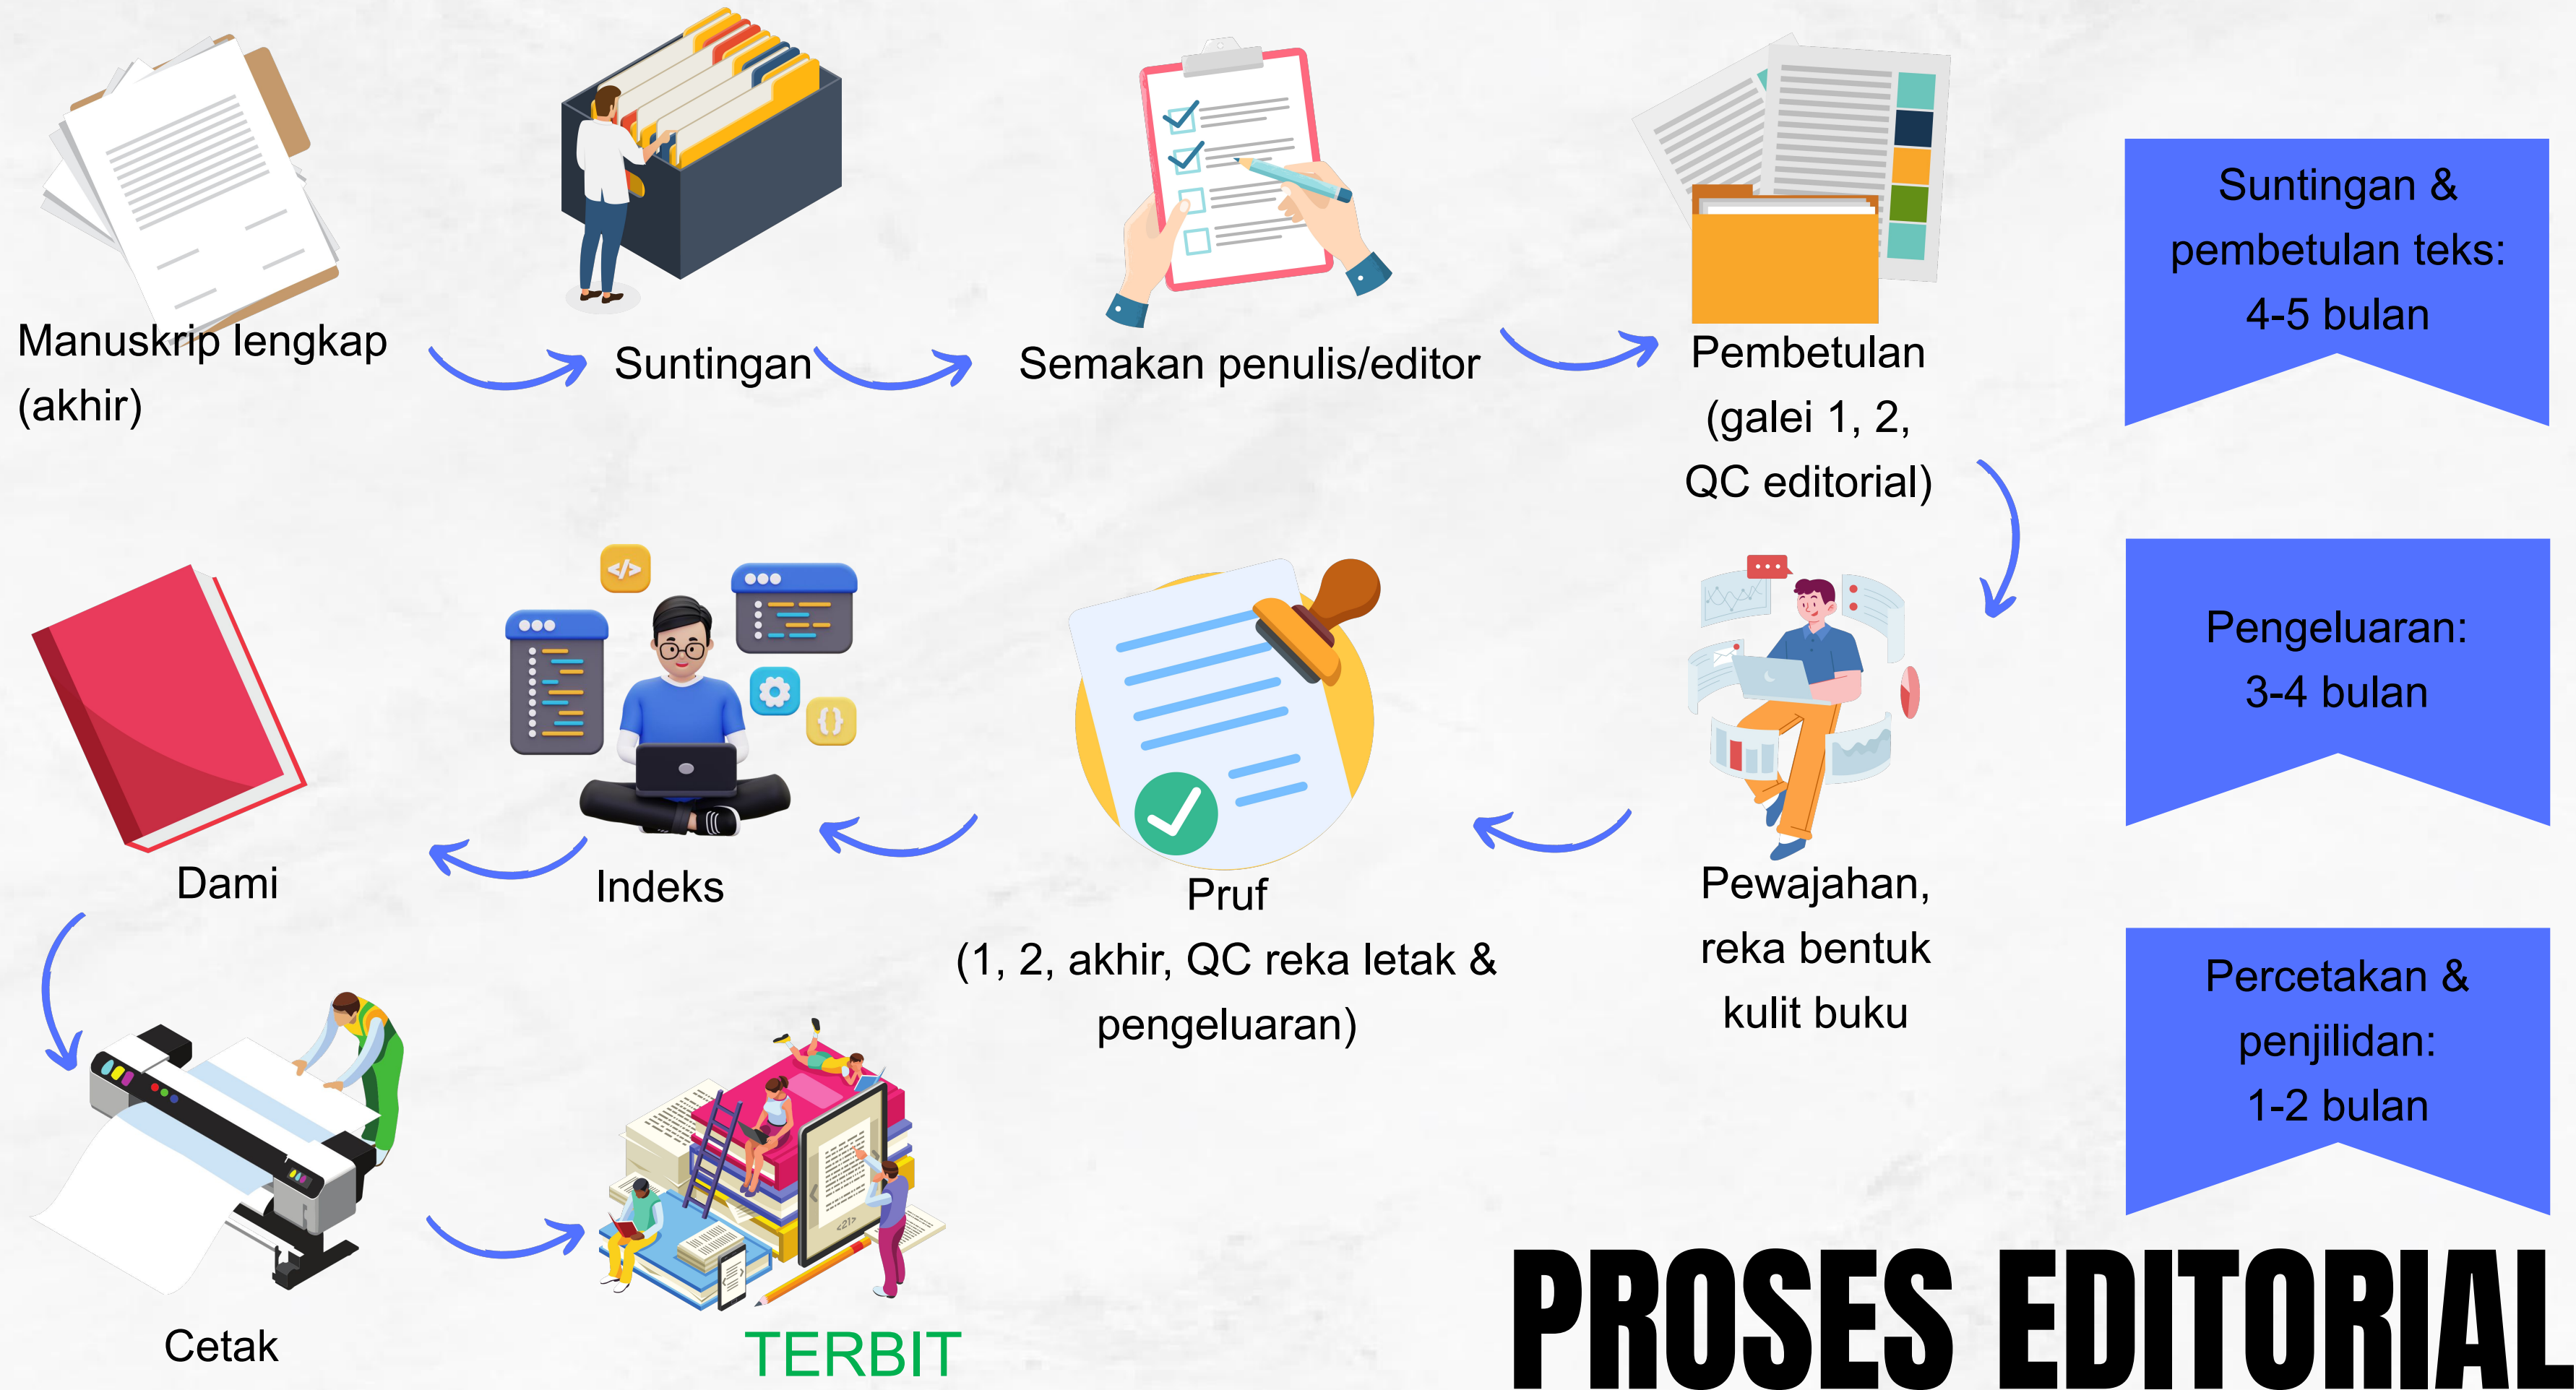 Manuskrip lengkap
(akhir)
Suntingan
Semakan penulis/editor
Pembetulan
(galei 1, 2,
QC editorial)
Suntingan &
pembetulan teks:
4-5 bulan
Dami
Indeks
Pruf
(1, 2, akhir, QC reka letak &
pengeluaran)
Pewajahan,
reka bentuk
kulit buku
Pengeluaran:
3-4 bulan
Cetak
TERBIT
Percetakan &
penjilidan:
1-2 bulan
PROSES EDITORIAL